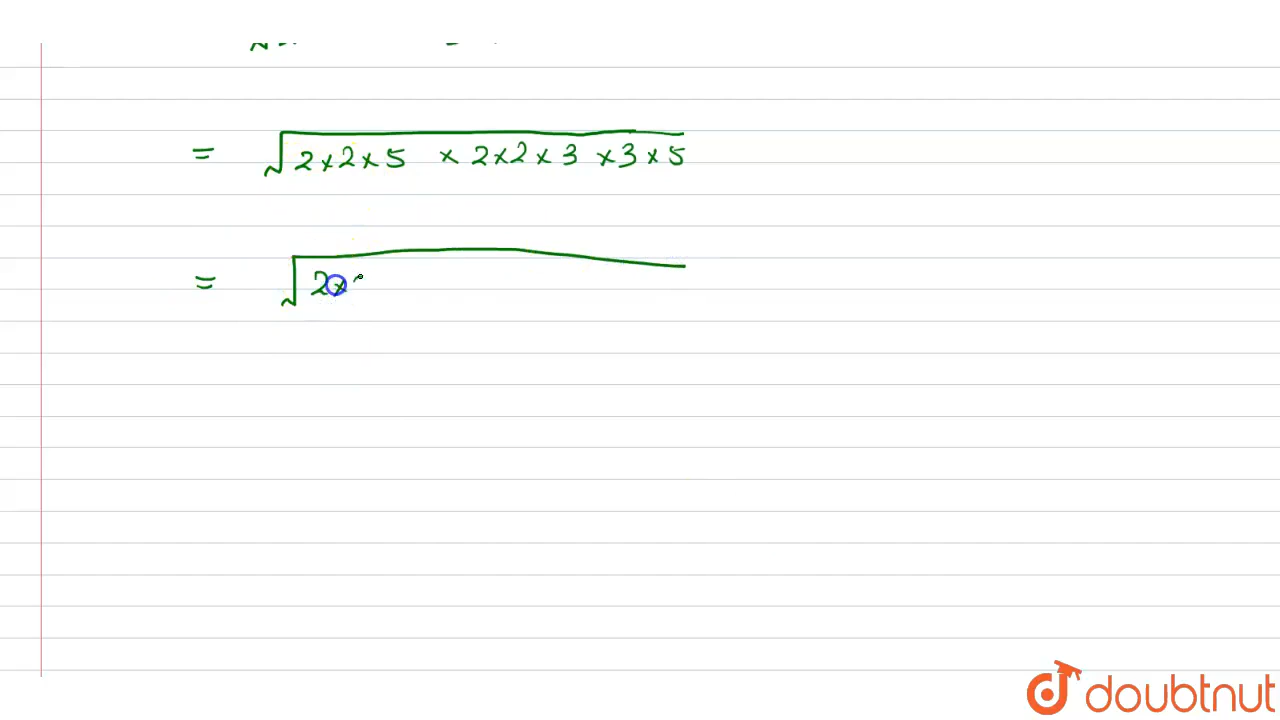 = √2×2×5 × 2×2×3 ×3×5
= √2×
doubtnut